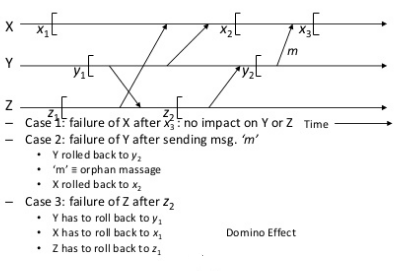 X x₁[ x₂[ x₃[
m
Y y₁[ y₂[
Z z₁[ z₂[
– Case 1: failure of X after x₃ : no impact on Y or Z Time
– Case 2: failure of Y after sending msg. ‘m’
• Y rolled back to y₂
• ‘m’ ≡ orphan massage
• X rolled back to x₂
– Case 3: failure of Z after z₂
• Y has to roll back to y₁
• X has to roll back to x₁ Domino Effect
• Z has to roll back to z₁